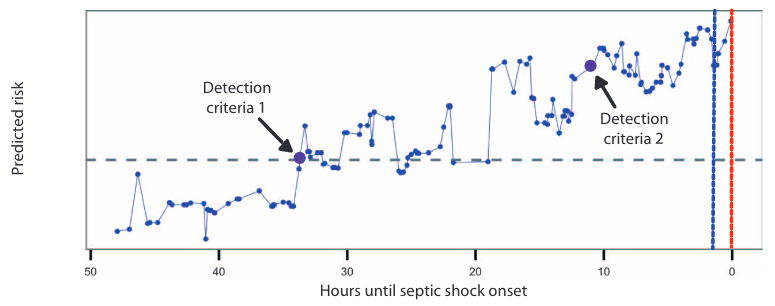 Predicted risk
Detection
criteria 1
Detection
criteria 2
50
40
30
20
10
0
Hours until septic shock onset